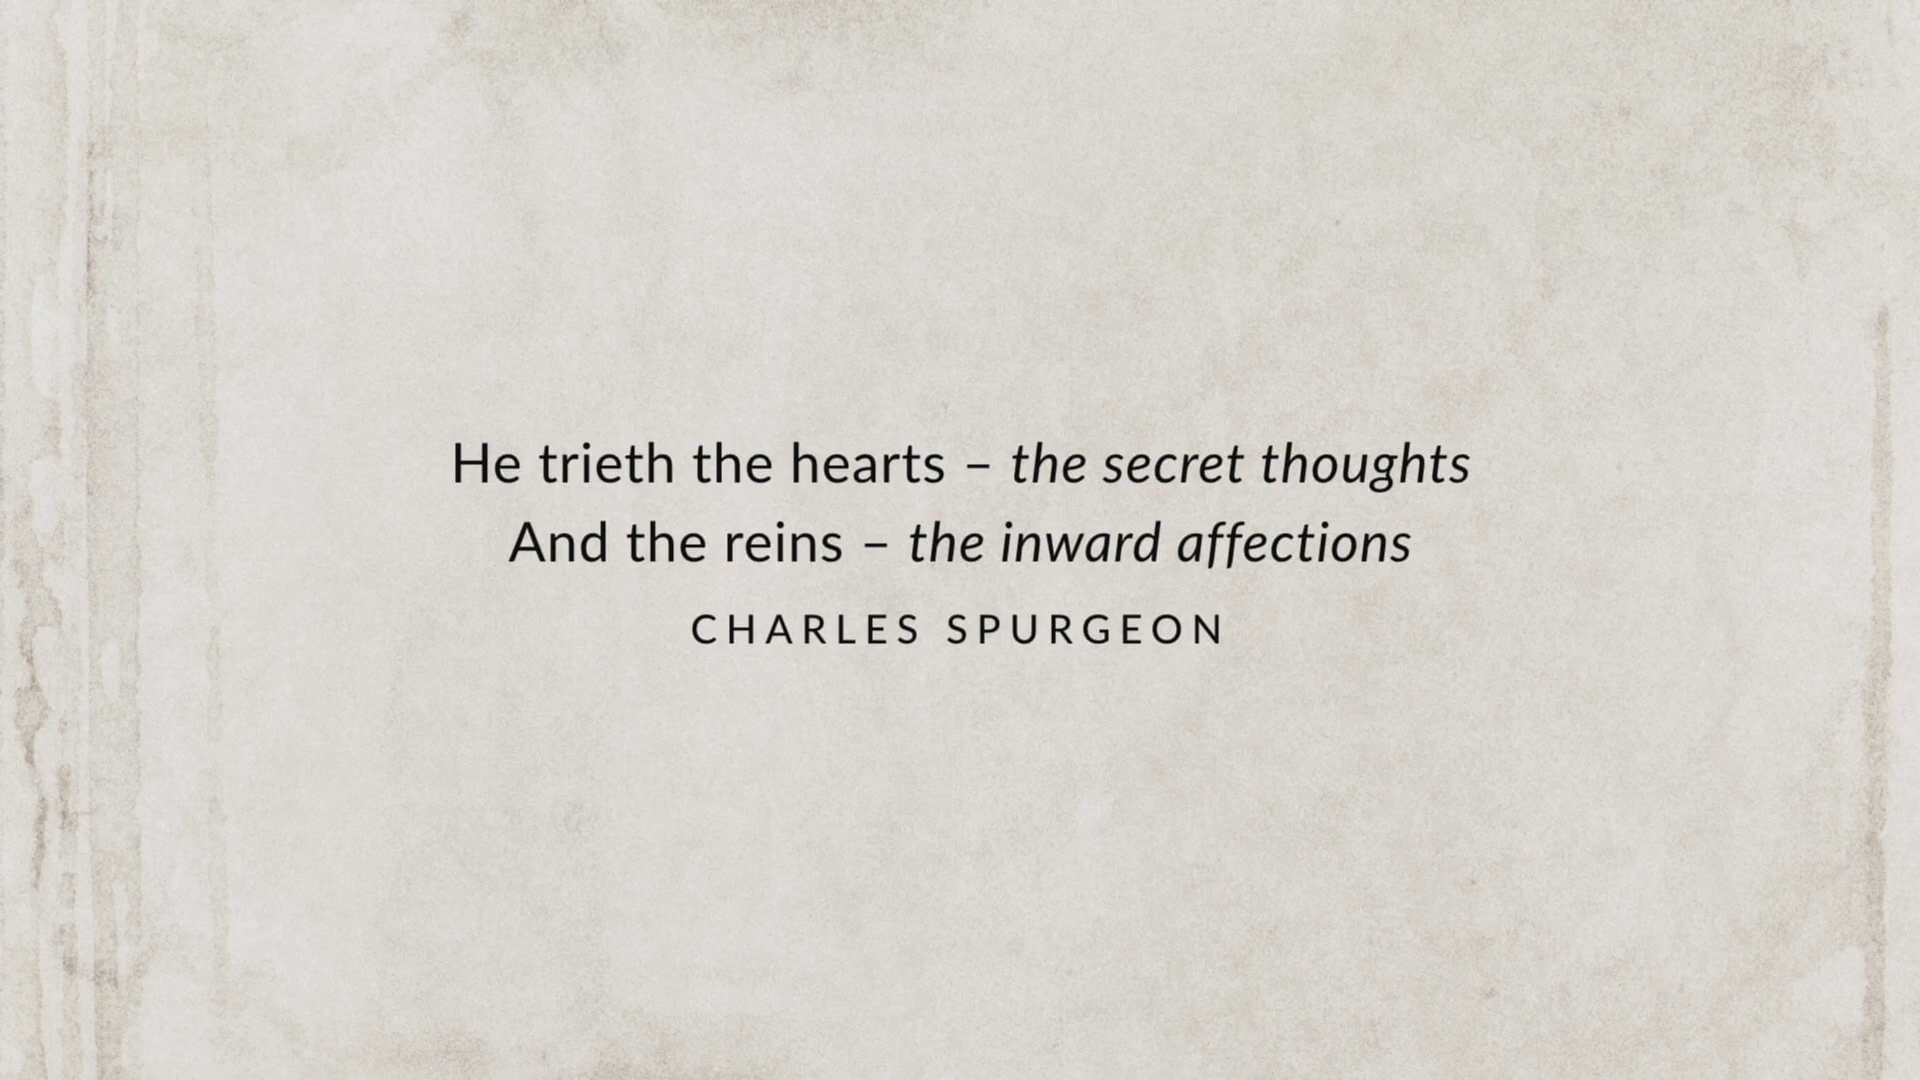 He trieth the hearts – the secret thoughts
And the reins – the inward affections
CHARLES SPURGEON